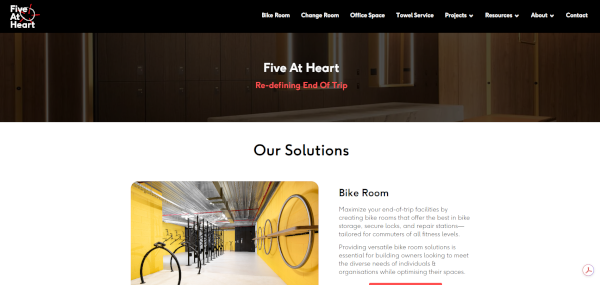 Five
At
Heart
Bike Room Change Room Office Space Towel Service Projects Resources About Contact
Five At Heart
Re-defining End Of Trip
Our Solutions
Bike Room
Maximize your end-of-trip facilities by
creating bike rooms that offer the best in bike
storage, secure locks, and repair stations—
tailored for commuters of all fitness levels.
Providing versatile bike room solutions is
essential for building owners looking to meet
the diverse needs of individuals &
organisations while optimising their spaces.